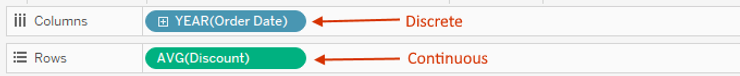 Columns YEAR(Order Date) Discrete
Rows AVG(Discount) Continuous